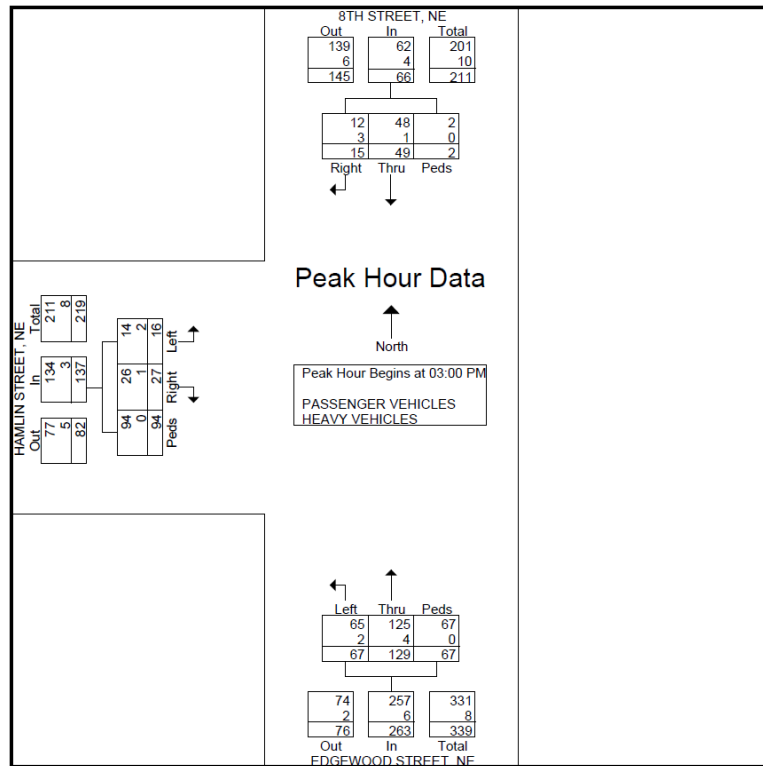 8TH STREET, NE
Out In Total
139 62 201
6 4 10
145 66 211
12 48 2
3 1 0
15 49 2
Right Thru Peds
HAMLIN STREET, NE
Out In Total
77 134 211
5 3 8
82 137 219
94 26 14
0 1 2
94 27 16
Peds Right Left
Peak Hour Data
North
Peak Hour Begins at 03:00 PM
PASSENGER VEHICLES
HEAVY VEHICLES
Left Thru Peds
65 125 67
2 4 0
67 129 67
74 257 331
2 6 8
76 263 339
Out In Total
EDGEWOOD STREET, NE